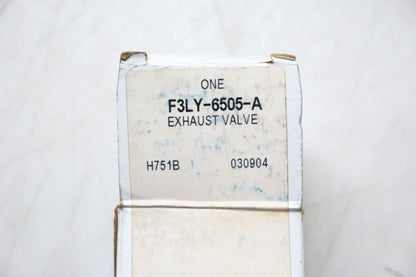 ONE
F3LY-6505-A
EXHAUST VALVE
H751B 030904